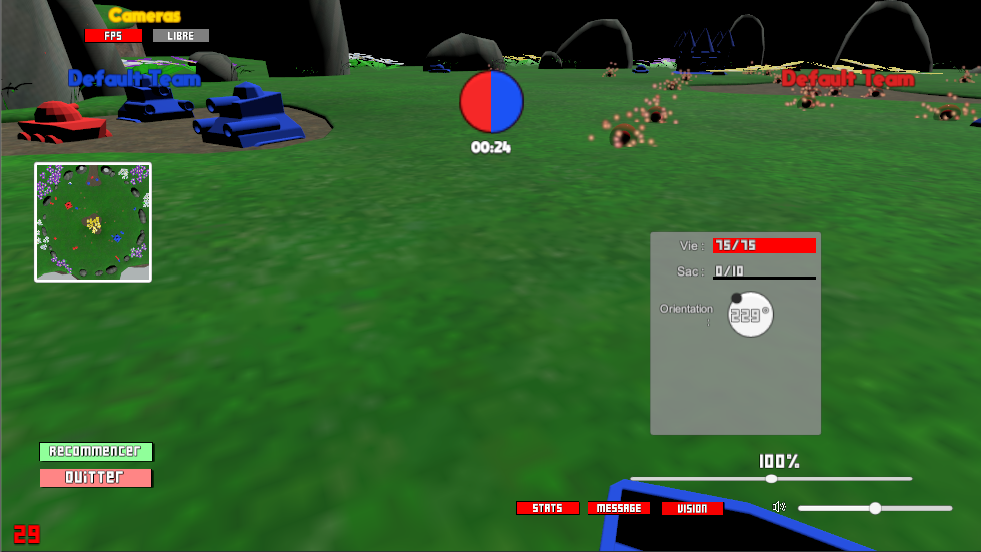 Cameras
FPS
LIBRE
Default Team
Default Team
00:24
Vie : 75/75
Sac : 0/10
Orientation : 229°
RECOMMENCER
QUITTER
100%
STATS
MESSAGE
VISION
29